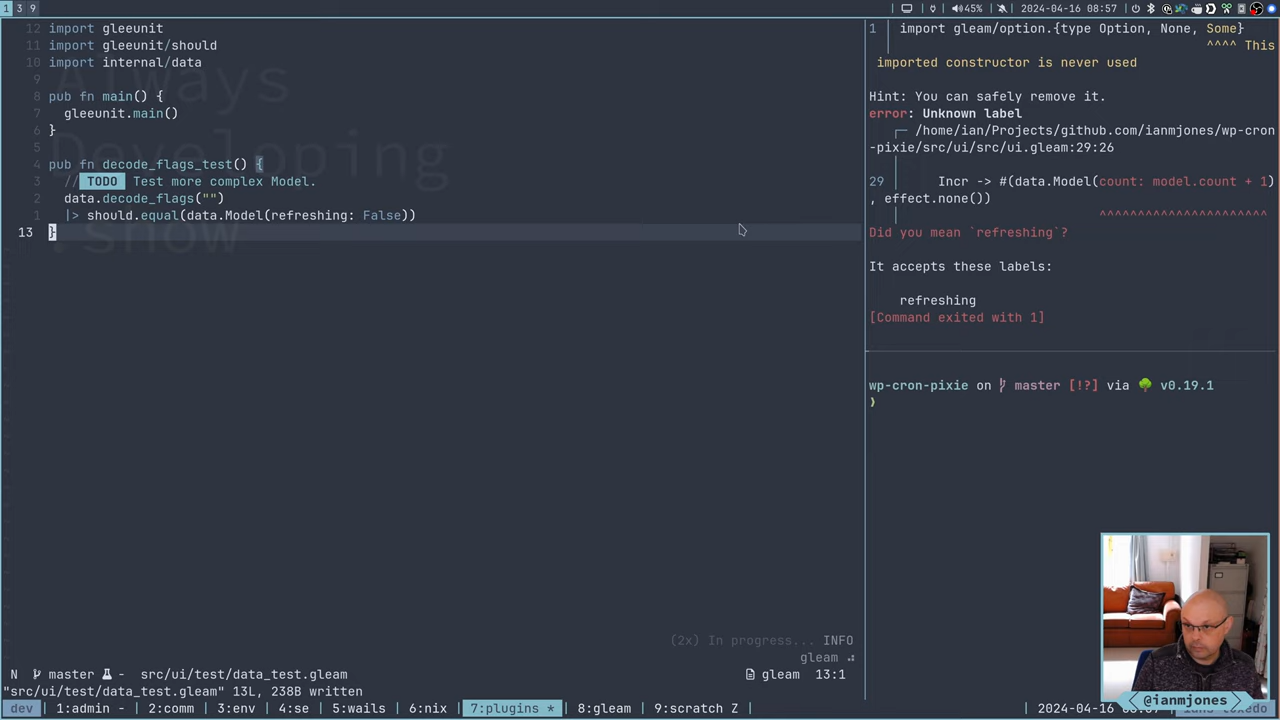 1 3 9 45% 2024-04-16 08:57
12 import gleeunit
11 import gleeunit/should
10 import internal/data
9
8 pub fn main() {
7 gleeunit.main()
6 }
5
4 pub fn decode_flags_test() {
3 // TODO Test more complex Model.
2 data.decode_flags("")
1 |> should.equal(data.Model(refreshing: False))
13 }
Always
Developing
.show
(2x) In progress... INFO
gleam
N master - src/ui/test/data_test.gleam gleam 13:1
"src/ui/test/data_test.gleam" 13L, 238B written
1 │ import gleam/option.{type Option, None, Some}
│ ^^^^ This
imported constructor is never used
Hint: You can safely remove it.
error: Unknown label
┌─ /home/ian/Projects/github.com/ianmjones/wp-cron
-pixie/src/ui/src/ui.gleam:29:26
│
29 │ Incr -> #(data.Model(count: model.count + 1)
, effect.none())
│ ^^^^^^^^^^^^^^^^^^^^^^
Did you mean `refreshing`?
It accepts these labels:
refreshing
[Command exited with 1]
wp-cron-pixie on master [!?] via v0.19.1
❯
@ianmjones
dev 1:admin - 2:comm 3:env 4:se 5:wails 6:nix 7:plugins * 8:gleam 9:scratch Z 2024-04-16